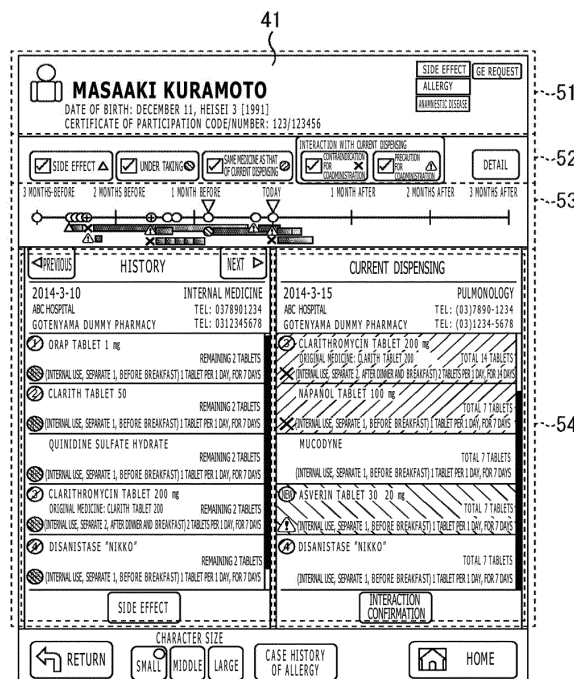 41
MASAAKI KURAMOTO
DATE OF BIRTH: DECEMBER 11, HEISEI 3 [1991]
CERTIFICATE OF PARTICIPATION CODE/NUMBER: 123/123456
SIDE EFFECT
GE REQUEST
ALLERGY
ANAMNESTIC DISEASE
51
SIDE EFFECT
UNDER TAKING
SAME MEDICINE AS THAT
OF CURRENT DISPENSING
INTERACTION WITH CURRENT DISPENSING
CONTRAINDICATION
FOR
COADMINISTRATION
PRECAUTION
FOR
COADMINISTRATION
DETAIL
52
3 MONTHS-BEFORE 2 MONTHS BEFORE 1 MONTH BEFORE TODAY 1 MONTH AFTER 2 MONTHS AFTER 3 MONTHS AFTER
53
PREVIOUS HISTORY NEXT
2014-3-10 INTERNAL MEDICINE
ABC HOSPITAL TEL: 0378901234
GOTENYAMA DUMMY PHARMACY TEL: 0312345678
1 ORAP TABLET 1 mg
REMAINING 2 TABLETS
(INTERNAL USE, SEPARATE 1, BEFORE BREAKFAST) 1 TABLET PER 1 DAY, FOR 7 DAYS
2 CLARITH TABLET 50
REMAINING 2 TABLETS
(INTERNAL USE, SEPARATE 1, BEFORE BREAKFAST) 1 TABLET PER 1 DAY, FOR 7 DAYS
QUINIDINE SULFATE HYDRATE
REMAINING 2 TABLETS
(INTERNAL USE, SEPARATE 1, BEFORE BREAKFAST) 1 TABLET PER 1 DAY, FOR 7 DAYS
3 CLARITHROMYCIN TABLET 200 mg
ORIGINAL MEDICINE: CLARITH TABLET 200 REMAINING 2 TABLETS
(INTERNAL USE, SEPARATE 2, AFTER DINNER AND BREAKFAST) 2 TABLETS PER 1 DAY, FOR 7 DAYS
DISANISTASE "NIKKO"
REMAINING 2 TABLETS
(INTERNAL USE, SEPARATE 1, BEFORE BREAKFAST) 1 TABLET PER 1 DAY, FOR 7 DAYS
SIDE EFFECT
CURRENT DISPENSING
2014-3-15 PULMONOLOGY
ABC HOSPITAL TEL: (03)7890-1234
GOTENYAMA DUMMY PHARMACY TEL: (03)1234-5678
3 CLARITHROMYCIN TABLET 200 mg
ORIGINAL MEDICINE: CLARITH TABLET 200 TOTAL 14 TABLETS
(INTERNAL USE, SEPARATE 2, AFTER DINNER AND BREAKFAST) 2 TABLETS PER 1 DAY, FOR 14 DAYS
NAPANOL TABLET 100 mg
TOTAL 7 TABLETS
(INTERNAL USE, SEPARATE 1, BEFORE BREAKFAST) 1 TABLET PER 1 DAY, FOR 7 DAYS
54
MUCODYNE
TOTAL 7 TABLETS
(INTERNAL USE, SEPARATE 1, BEFORE BREAKFAST) 1 TABLET PER 1 DAY, FOR 7 DAYS
NEW ASVERIN TABLET 30 20 mg
TOTAL 7 TABLETS
(INTERNAL USE, SEPARATE 1, BEFORE BREAKFAST) 1 TABLET PER 1 DAY, FOR 7 DAYS
4 DISANISTASE "NIKKO"
TOTAL 7 TABLETS
(INTERNAL USE, SEPARATE 1, BEFORE BREAKFAST) 1 TABLET PER 1 DAY, FOR 7 DAYS
INTERACTION
CONFIRMATION
RETURN
CHARACTER SIZE
SMALL MIDDLE LARGE
CASE HISTORY
OF ALLERGY
HOME